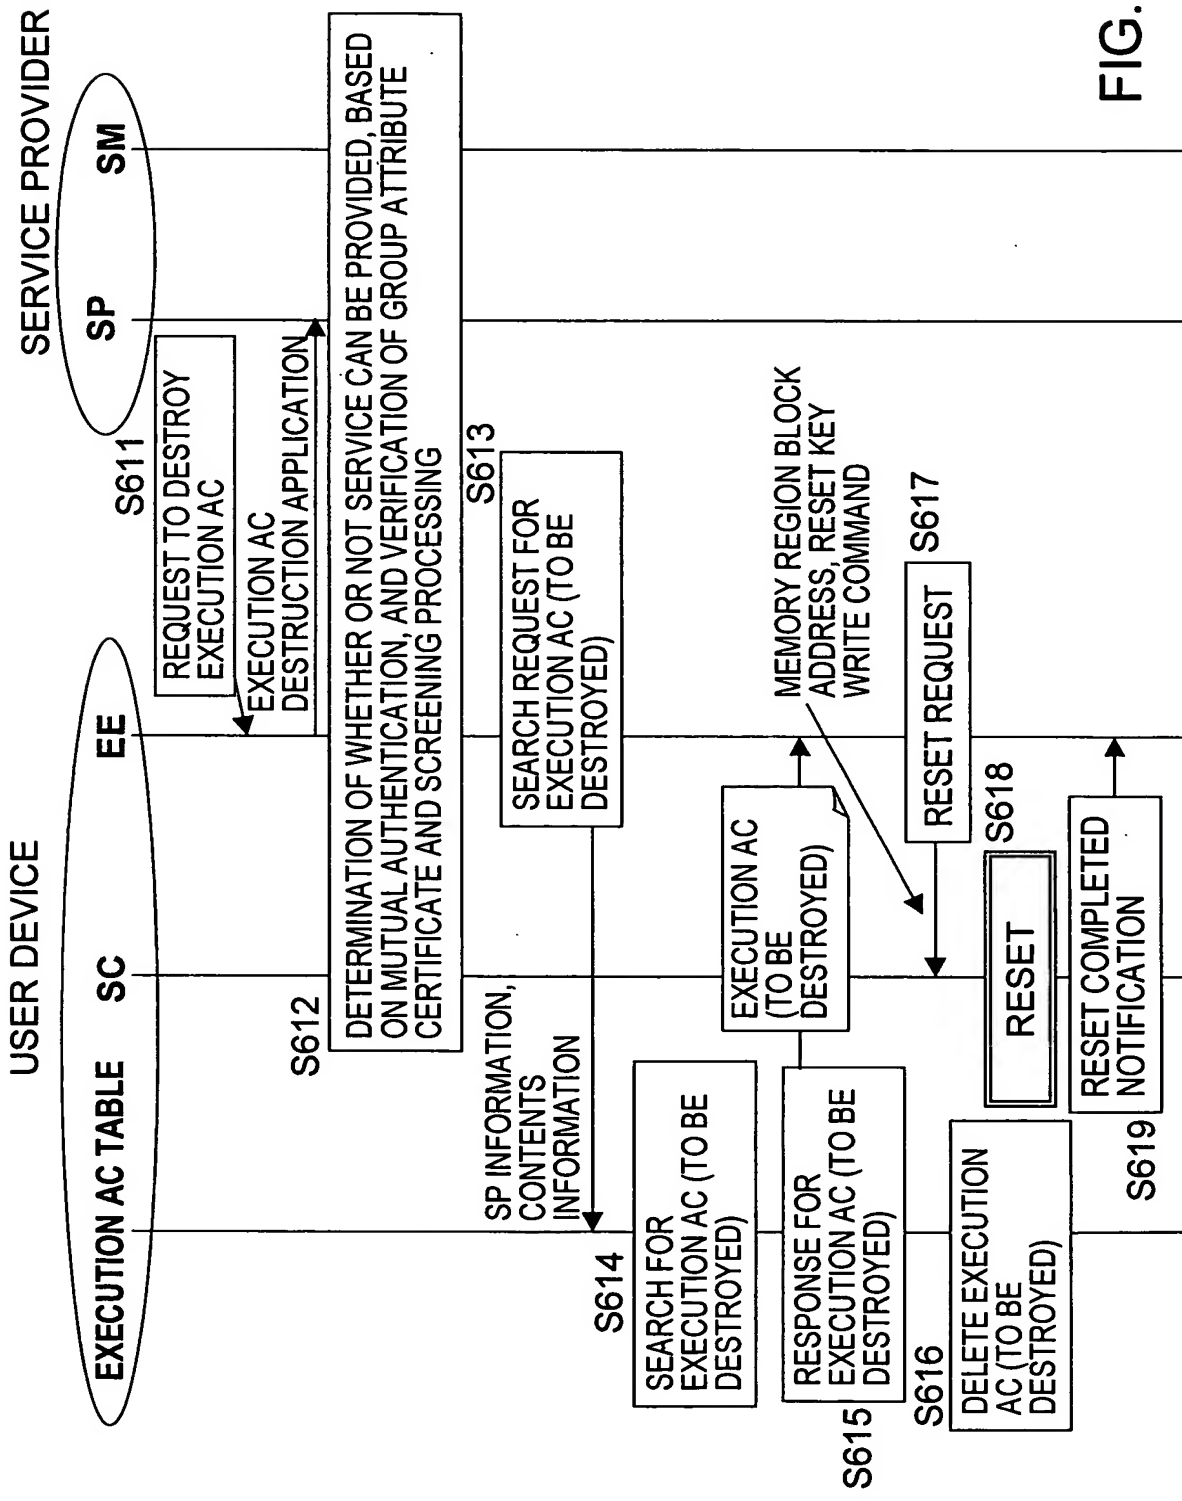 USER DEVICE
SERVICE PROVIDER
EXECUTION AC TABLE
SC
EE
SP
SM
S611
REQUEST TO DESTROY
EXECUTION AC
EXECUTION AC
DESTRUCTION APPLICATION
S612
DETERMINATION OF WHETHER OR NOT SERVICE CAN BE PROVIDED, BASED
ON MUTUAL AUTHENTICATION, AND VERIFICATION OF GROUP ATTRIBUTE
CERTIFICATE AND SCREENING PROCESSING
S613
SEARCH REQUEST FOR
EXECUTION AC (TO BE
DESTROYED)
SP INFORMATION,
CONTENTS
INFORMATION
S614
SEARCH FOR
EXECUTION AC (TO BE
DESTROYED)
EXECUTION AC
(TO BE
DESTROYED)
RESPONSE FOR
EXECUTION AC (TO BE
DESTROYED)
S615
MEMORY REGION BLOCK
ADDRESS, RESET KEY
WRITE COMMAND
S616
DELETE EXECUTION
AC (TO BE
DESTROYED)
S617
RESET REQUEST
S618
RESET
RESET COMPLETED
NOTIFICATION
S619
FIG.